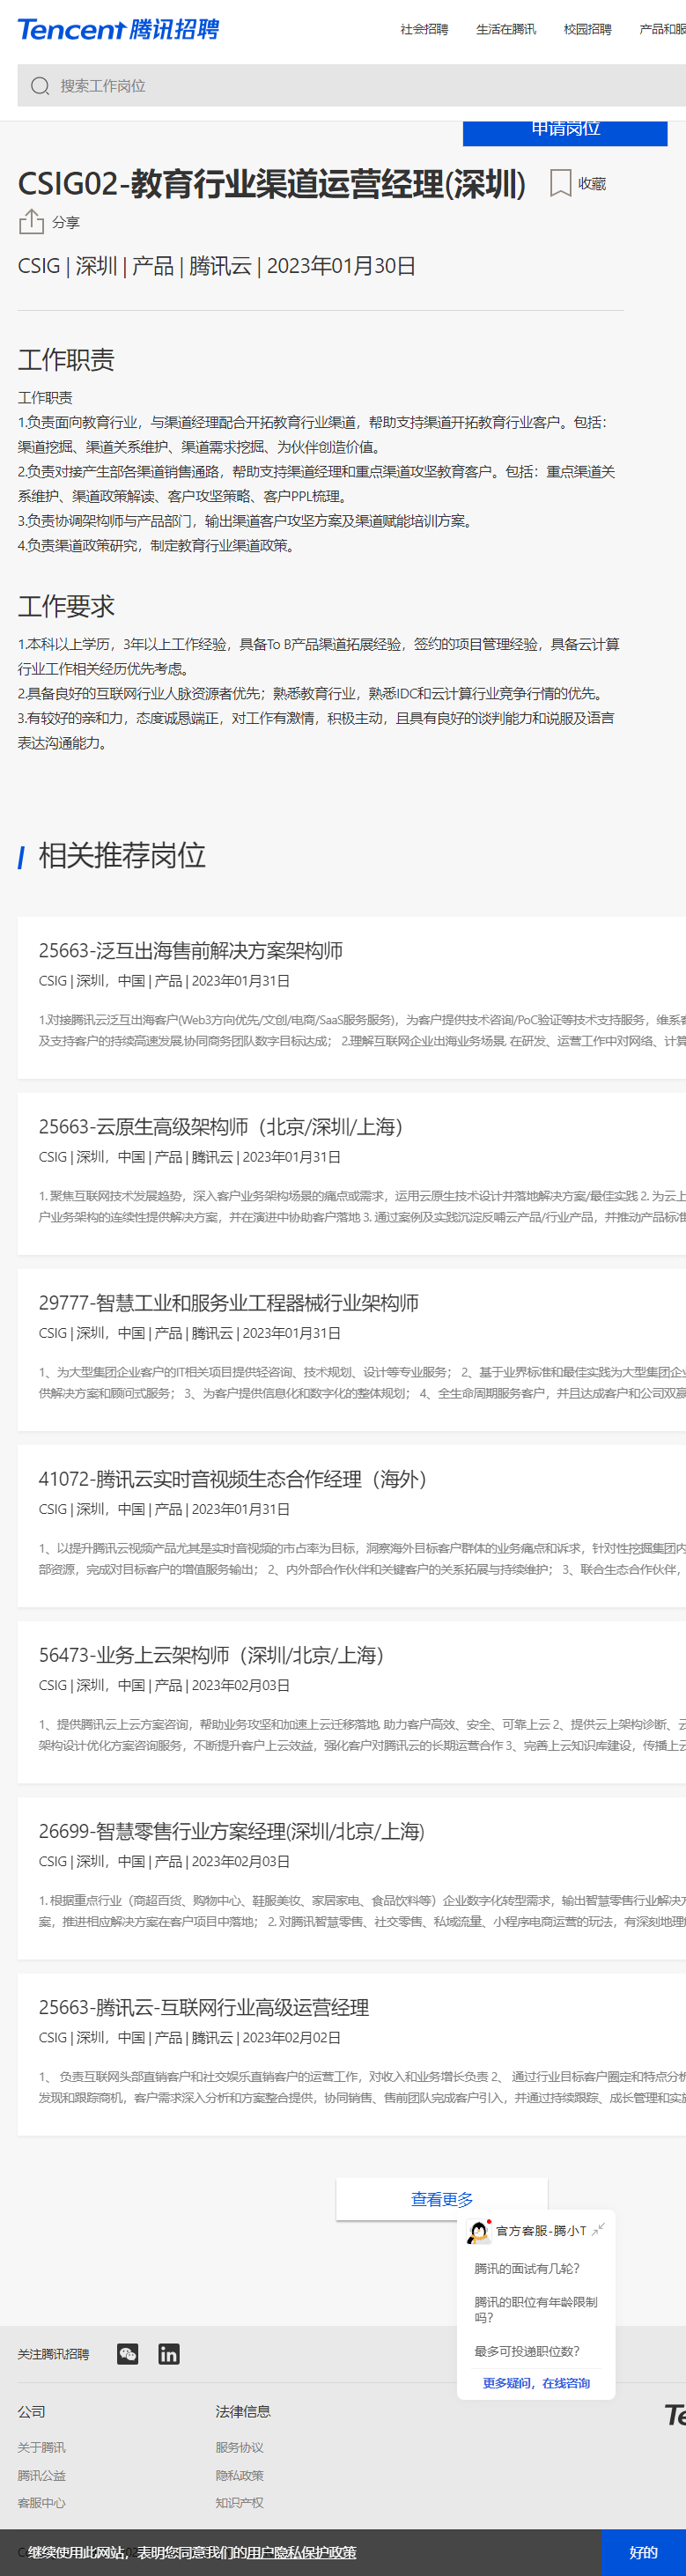 Tencent 腾讯招聘
社会招聘 生活在腾讯 校园招聘 产品和服
搜索工作岗位
申请岗位
CSIG02-教育行业渠道运营经理(深圳) 收藏
分享
CSIG | 深圳 | 产品 | 腾讯云 | 2023年01月30日
工作职责
工作职责
1.负责面向教育行业，与渠道经理配合开拓教育行业渠道，帮助支持渠道开拓教育行业客户。包括：
渠道挖掘、渠道关系维护、渠道需求挖掘、为伙伴创造价值。
2.负责对接产生部各渠道销售通路，帮助支持渠道经理和重点渠道攻坚教育客户。包括：重点渠道关
系维护、渠道政策解读、客户攻坚策略、客户PPL梳理。
3.负责协调架构师与产品部门，输出渠道客户攻坚方案及渠道赋能培训方案。
4.负责渠道政策研究，制定教育行业渠道政策。
工作要求
1.本科以上学历，3年以上工作经验，具备To B产品渠道拓展经验，签约的项目管理经验，具备云计算
行业工作相关经历优先考虑。
2.具备良好的互联网行业人脉资源者优先；熟悉教育行业，熟悉IDC和云计算行业竞争行情的优先。
3.有较好的亲和力，态度诚恳端正，对工作有激情，积极主动，且具有良好的谈判能力和说服及语言
表达沟通能力。
相关推荐岗位
25663-泛互出海售前解决方案架构师
CSIG | 深圳，中国 | 产品 | 2023年01月31日
1.对接腾讯云泛互出海客户(Web3方向优先/文创/电商/SaaS服务服务)，为客户提供技术咨询/PoC验证等技术支持服务，维系客
及支持客户的持续高速发展,协同商务团队数字目标达成； 2.理解互联网企业出海业务场景, 在研发、运营工作中对网络、计算
25663-云原生高级架构师（北京/深圳/上海）
CSIG | 深圳，中国 | 产品 | 腾讯云 | 2023年01月31日
1. 聚焦互联网技术发展趋势，深入客户业务架构场景的痛点或需求，运用云原生技术设计并落地解决方案/最佳实践 2. 为云上
户业务架构的连续性提供解决方案，并在演进中协助客户落地 3. 通过案例及实践沉淀反哺云产品/行业产品，并推动产品标准
29777-智慧工业和服务业工程器械行业架构师
CSIG | 深圳，中国 | 产品 | 腾讯云 | 2023年01月31日
1、为大型集团企业客户的IT相关项目提供轻咨询、技术规划、设计等专业服务； 2、基于业界标准和最佳实践为大型集团企业
供解决方案和顾问式服务； 3、为客户提供信息化和数字化的整体规划； 4、全生命周期服务客户，并且达成客户和公司双赢
41072-腾讯云实时音视频生态合作经理（海外）
CSIG | 深圳，中国 | 产品 | 2023年01月31日
1、以提升腾讯云视频产品尤其是实时音视频的市占率为目标，洞察海外目标客户群体的业务痛点和诉求，针对性挖掘集团内
部资源，完成对目标客户的增值服务输出； 2、内外部合作伙伴和关键客户的关系拓展与持续维护； 3、联合生态合作伙伴，
56473-业务上云架构师（深圳/北京/上海）
CSIG | 深圳，中国 | 产品 | 2023年02月03日
1、提供腾讯云上云方案咨询，帮助业务攻坚和加速上云迁移落地, 助力客户高效、安全、可靠上云 2、提供云上架构诊断、云
架构设计优化方案咨询服务，不断提升客户上云效益，强化客户对腾讯云的长期运营合作 3、完善上云知识库建设，传播上云
26699-智慧零售行业方案经理(深圳/北京/上海)
CSIG | 深圳，中国 | 产品 | 2023年02月03日
1. 根据重点行业（商超百货、购物中心、鞋服美妆、家居家电、食品饮料等）企业数字化转型需求，输出智慧零售行业解决方
案，推进相应解决方案在客户项目中落地； 2. 对腾讯智慧零售、社交零售、私域流量、小程序电商运营的玩法，有深刻地理解
25663-腾讯云-互联网行业高级运营经理
CSIG | 深圳，中国 | 产品 | 腾讯云 | 2023年02月02日
1、 负责互联网头部直销客户和社交娱乐直销客户的运营工作，对收入和业务增长负责 2、 通过行业目标客户圈定和特点分析
发现和跟踪商机，客户需求深入分析和方案整合提供，协同销售、售前团队完成客户引入，并通过持续跟踪、成长管理和实施
查看更多
官方客服-腾小T
腾讯的面试有几轮？
腾讯的职位有年龄限制
吗？
最多可投递职位数？
更多疑问，在线咨询
关注腾讯招聘
公司 法律信息
关于腾讯 服务协议
腾讯公益 隐私政策
客服中心 知识产权
Te
继续使用此网站，表明您同意我们的用户隐私保护政策 好的